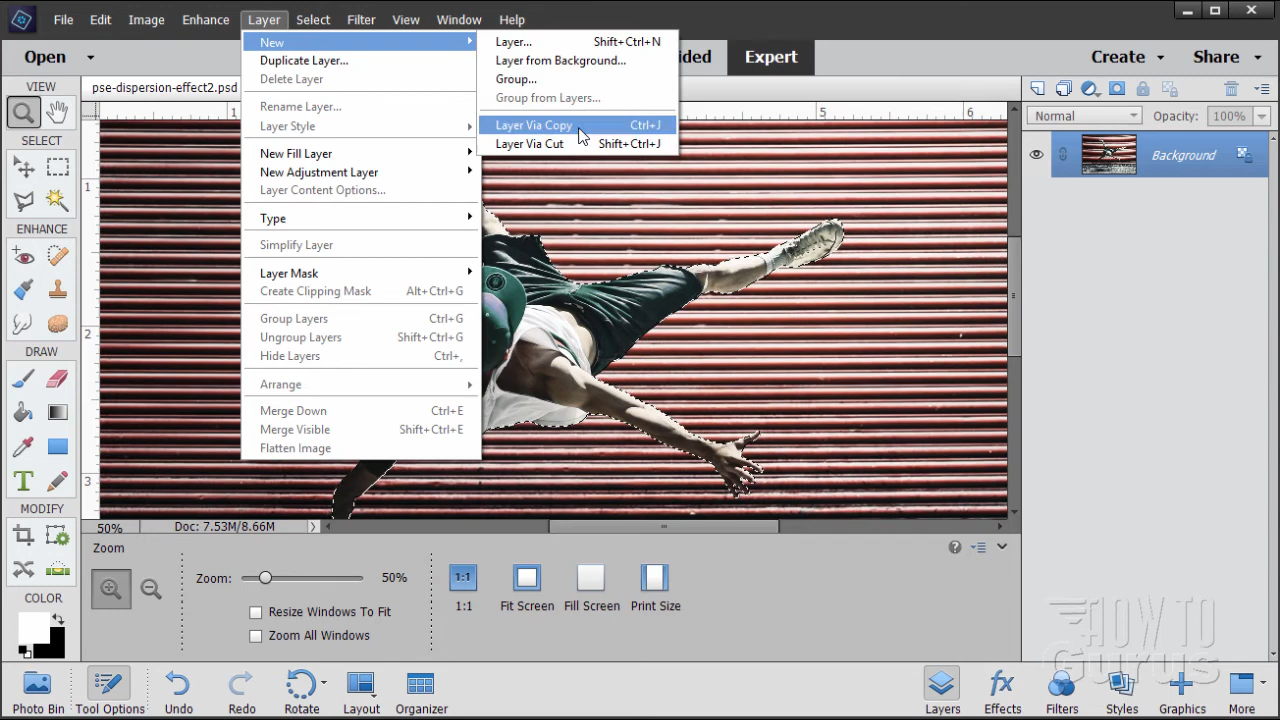 File Edit Image Enhance Layer Select Filter View Window Help
Open
ded Expert
Share
VIEW
SELECT
ENHANCE
DRAW
MODIFY
COLOR
pse-dispersion-effect2.psd
1 5 6
1
2
3
New
Duplicate Layer...
Delete Layer
Rename Layer...
Layer Style
New Fill Layer
New Adjustment Layer
Layer Content Options...
Type
Simplify Layer
Layer Mask
Create Clipping Mask Alt+Ctrl+G
Group Layers Ctrl+G
Ungroup Layers Shift+Ctrl+G
Hide Layers Ctrl+,
Arrange
Merge Down Ctrl+E
Merge Visible Shift+Ctrl+E
Flatten Image
Layer... Shift+Ctrl+N
Layer from Background...
Group...
Group from Layers...
Layer Via Copy Ctrl+J
Layer Via Cut Shift+Ctrl+J
Normal Opacity: 100%
Background
50% Doc: 7.53M/8.66M
Zoom
Zoom: 50%
Resize Windows To Fit
Zoom All Windows
1:1
1:1 Fit Screen Fill Screen Print Size
HOW TO
Gurus
Photo Bin Tool Options Undo Redo Rotate Layout Organizer Layers Effects Filters Styles Graphics More